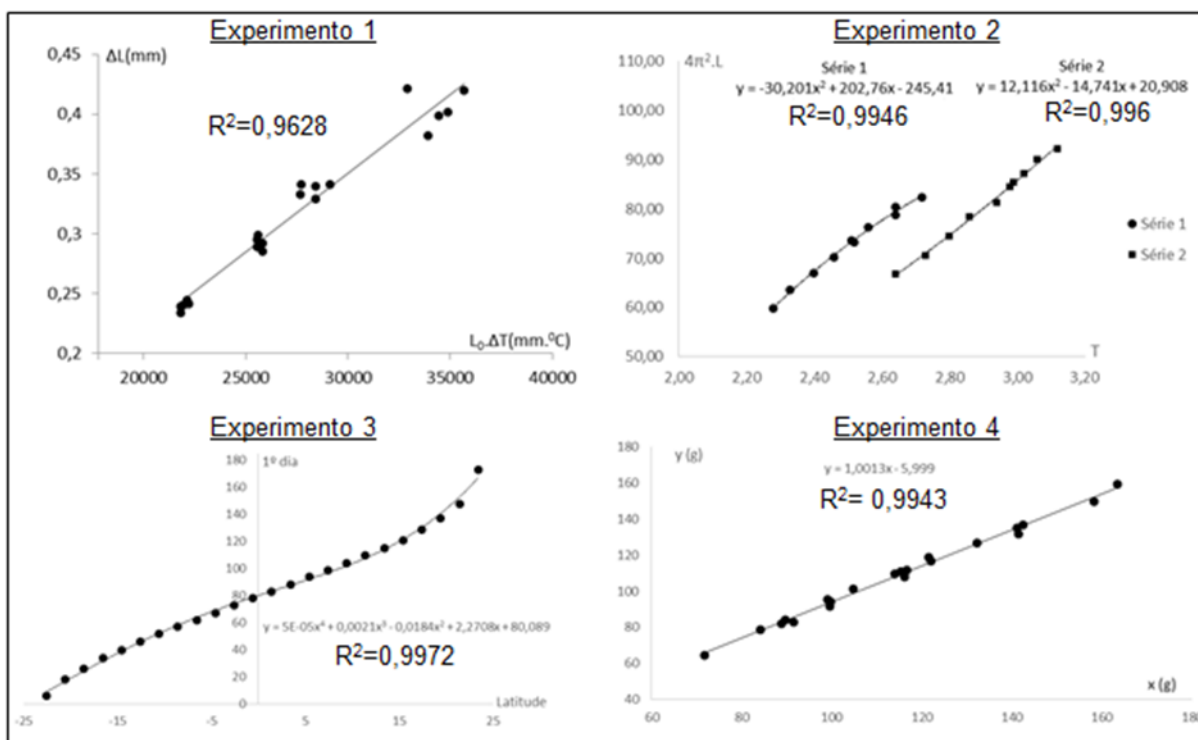 Experimento 1
ΔL(mm)
0,45
0,4
0,35
0,3
0,25
0,2
R²=0,9628
L₀.ΔT(mm.⁰C)
20000 25000 30000 35000 40000
Experimento 2
110,00
100,00
90,00
80,00
70,00
60,00
50,00
4π².L
Série 1
y = -30,201x² + 202,76x - 245,41
R²=0,9946
Série 2
y = 12,116x² - 14,741x + 20,908
R²=0,996
Série 1
Série 2
T
2,00 2,20 2,40 2,60 2,80 3,00 3,20
Experimento 3
1º dia
180
160
140
120
100
80
60
40
20
0
y = 5E-05x⁴ + 0,0021x³ - 0,0184x² + 2,2708x + 80,089
R²=0,9972
Latitude
-25 -15 -5 5 15 25
Experimento 4
180
160
140
120
100
80
60
40
y (g)
y = 1,0013x - 5,999
R²= 0,9943
x (g)
60 80 100 120 140 160 180